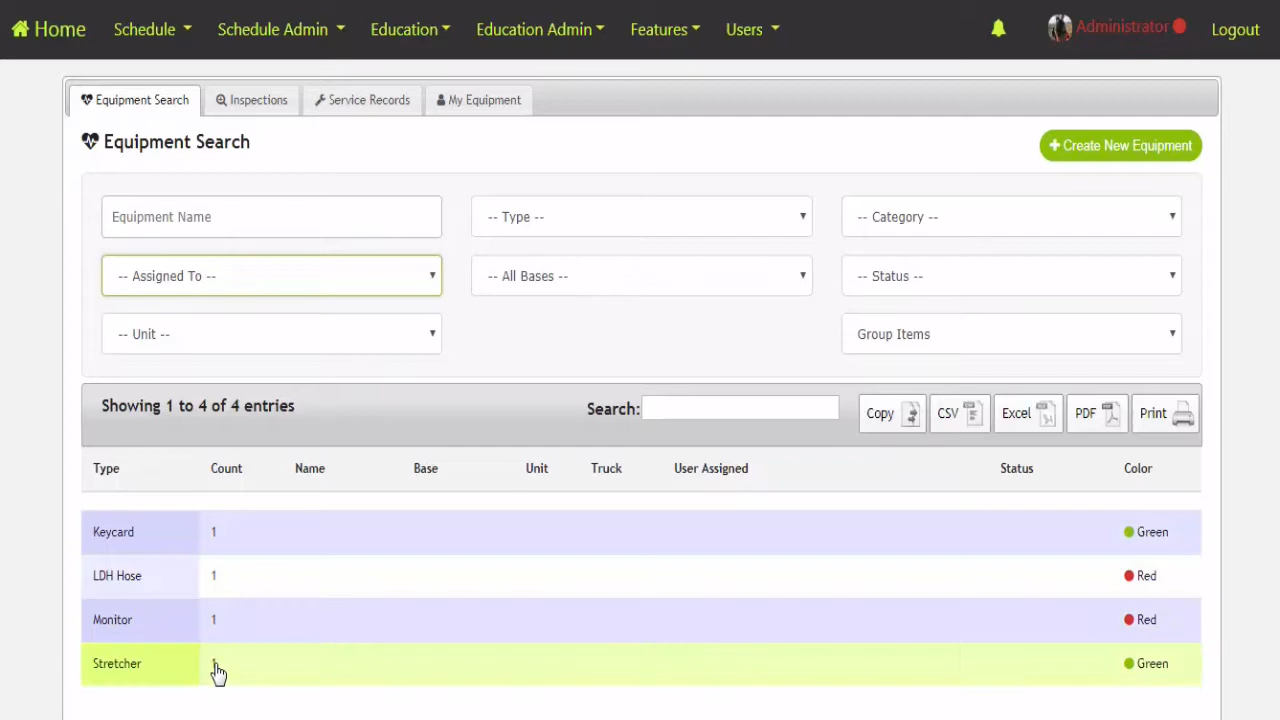 Home Schedule Schedule Admin Education Education Admin Features Users Administrator Logout
Equipment Search Inspections Service Records My Equipment
Equipment Search
+ Create New Equipment
Equipment Name -- Type -- -- Category --
-- Assigned To -- -- All Bases -- -- Status --
-- Unit -- Group Items
Showing 1 to 4 of 4 entries Search: Copy CSV Excel PDF Print
Type Count Name Base Unit Truck User Assigned Status Color
Keycard 1 Green
LDH Hose 1 Red
Monitor 1 Red
Stretcher Green